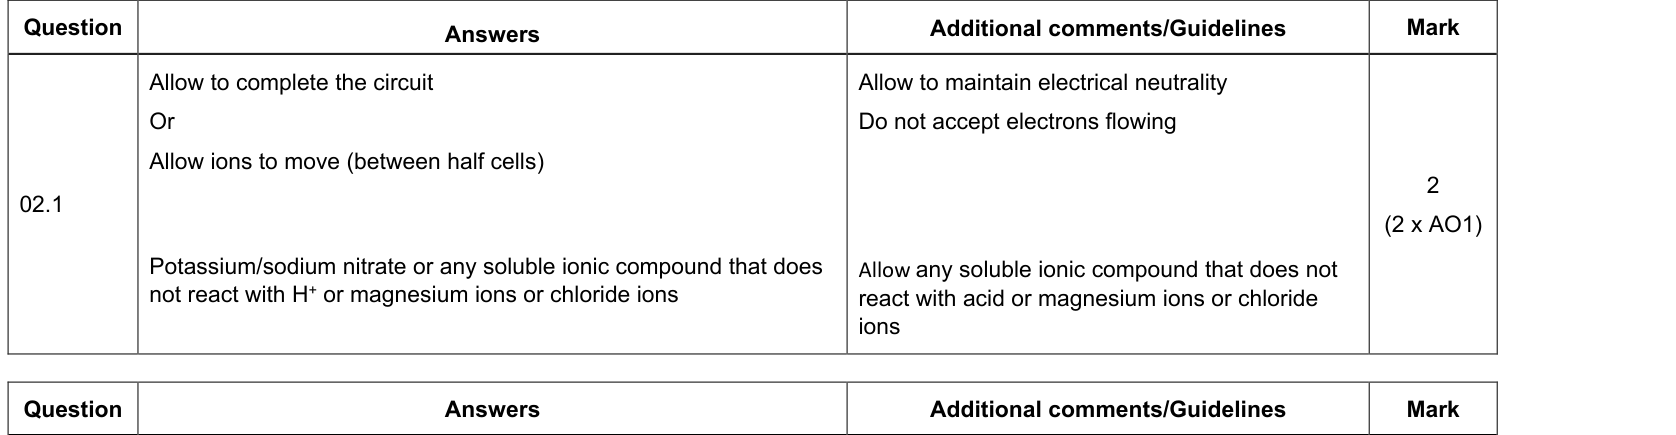 Question Answers Additional comments/Guidelines Mark
02.1
Allow to complete the circuit
Or
Allow ions to move (between half cells)
Potassium/sodium nitrate or any soluble ionic compound that does
not react with H⁺ or magnesium ions or chloride ions
Allow to maintain electrical neutrality
Do not accept electrons flowing
Allow any soluble ionic compound that does not
react with acid or magnesium ions or chloride
ions
2
(2 x AO1)
Question Answers Additional comments/Guidelines Mark